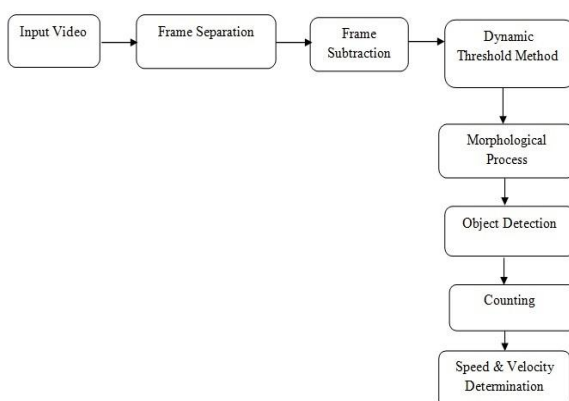 Input Video
Frame Separation
Frame
Subtraction
Dynamic
Threshold Method
Morphological
Process
Object Detection
Counting
Speed & Velocity
Determination